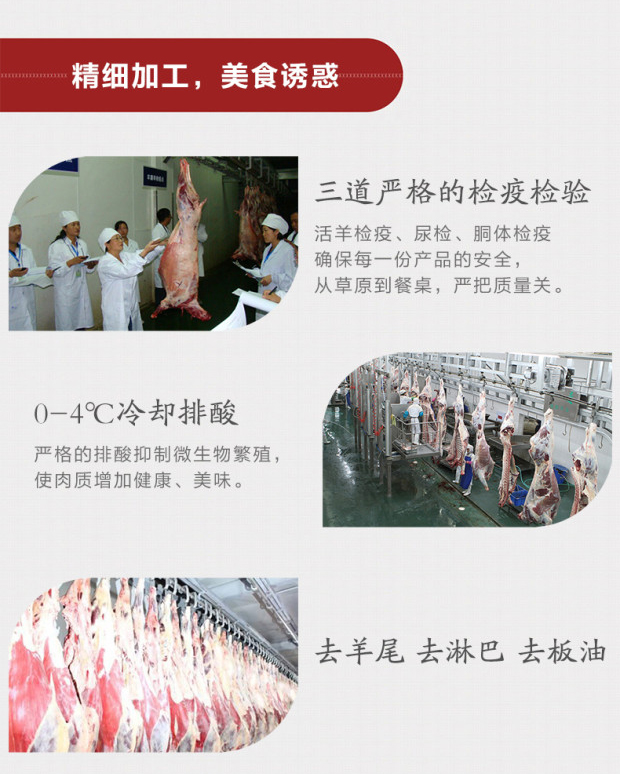 精细加工，美食诱惑
三道严格的检疫检验
活羊检疫、尿检、胴体检疫
确保每一份产品的安全，
从草原到餐桌，严把质量关。
0-4℃冷却排酸
严格的排酸抑制微生物繁殖，
使肉质增加健康、美味。
去羊尾 去淋巴 去板油